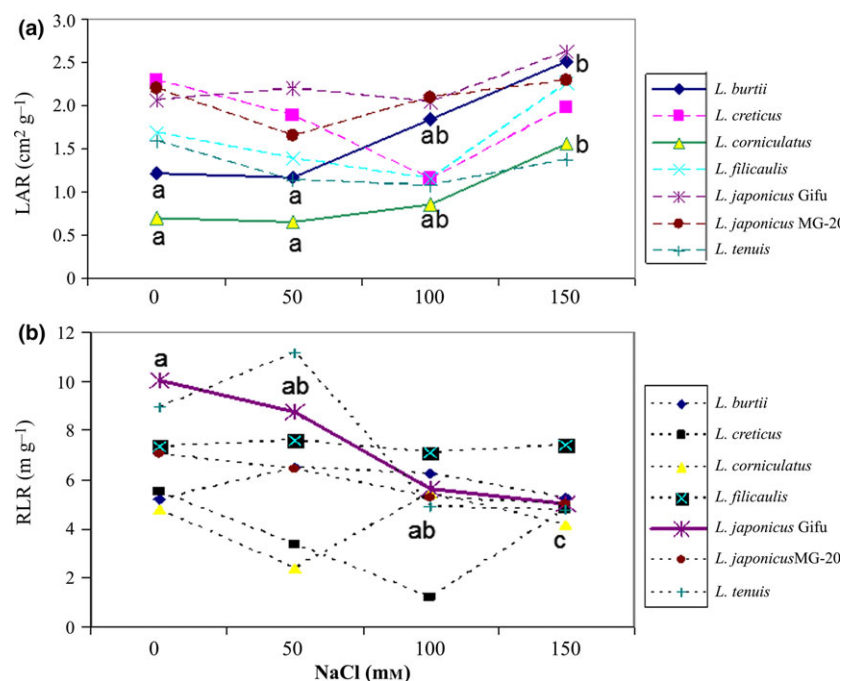 (a)
3.0
2.5
2.0
1.5
1.0
0.5
0.0
LAR (cm² g⁻¹)
a
a
ab
b
a
a
ab
b
0 50 100 150
L. burtii
L. creticus
L. corniculatus
L. filicaulis
L. japonicus Gifu
L. japonicus MG-20
L. tenuis
(b)
12
10
8
6
4
2
0
RLR (m g⁻¹)
a
ab
ab
c
0 50 100 150
NaCl (mM)
L. burtii
L. creticus
L. corniculatus
L. filicaulis
L. japonicus Gifu
L. japonicusMG-20
L. tenuis